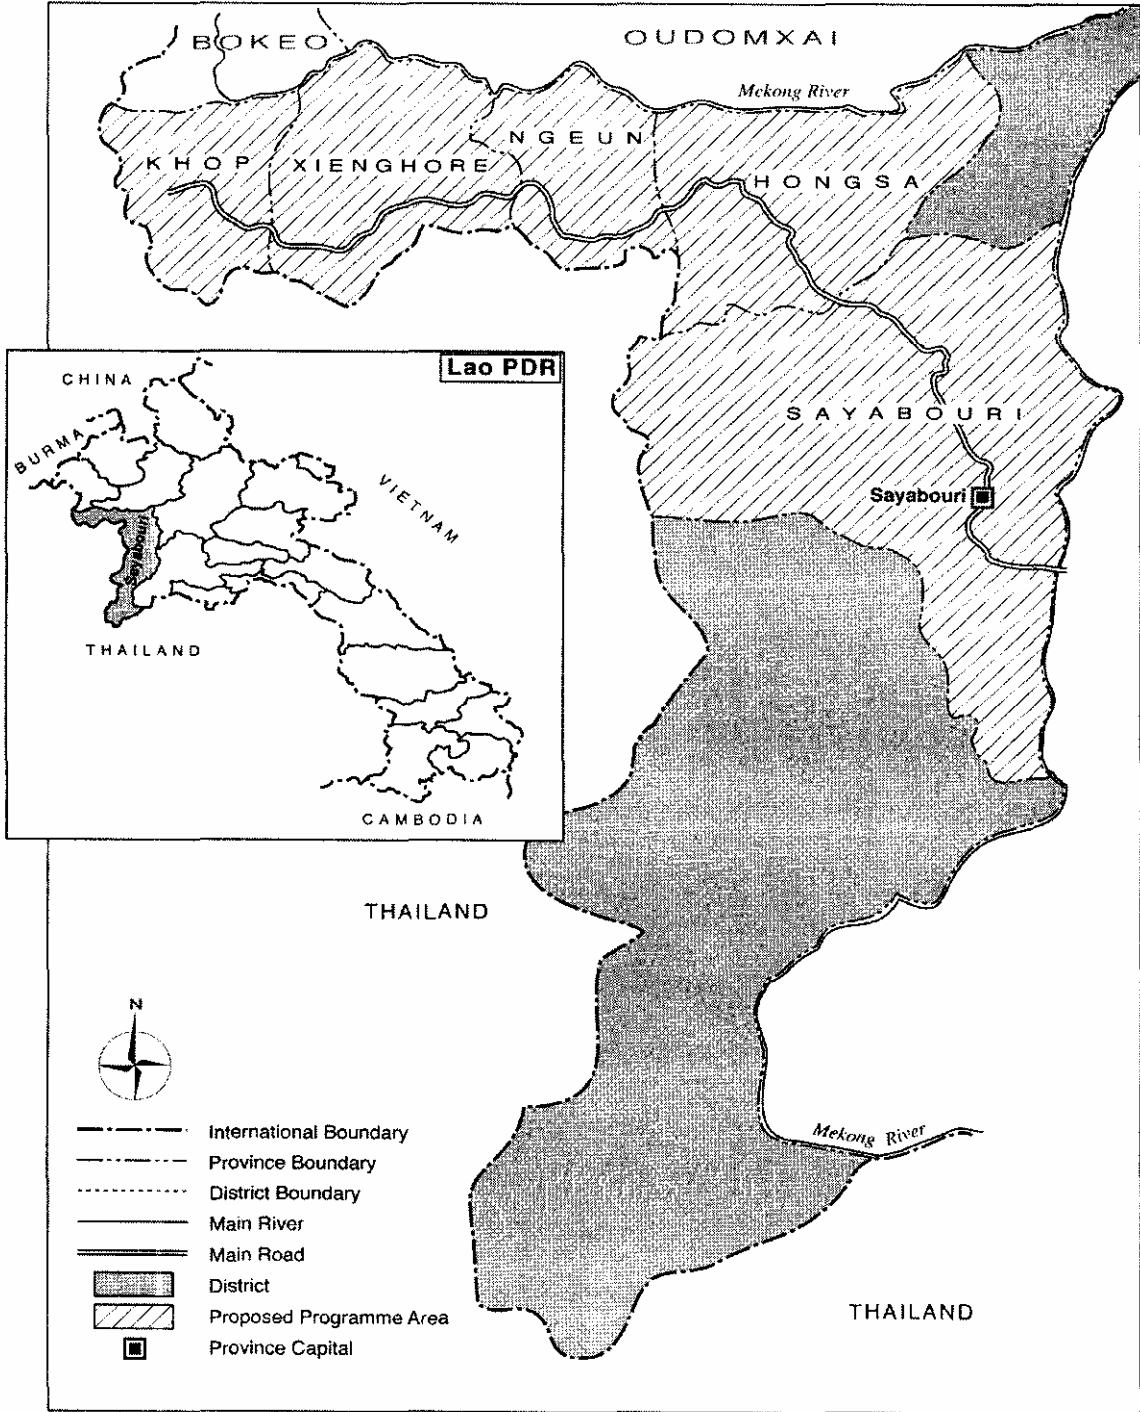 BOKEO
OUDOMXAI
Mekong River
KHOP
XIENGHORE
NGEUN
HONGSA
SAYABOURI
Sayabouri
Lao PDR
CHINA
BURMA
VIETNAM
Sayabouri
THAILAND
CAMBODIA
THAILAND
N
Mekong River
THAILAND
International Boundary
Province Boundary
District Boundary
Main River
Main Road
District
Proposed Programme Area
Province Capital